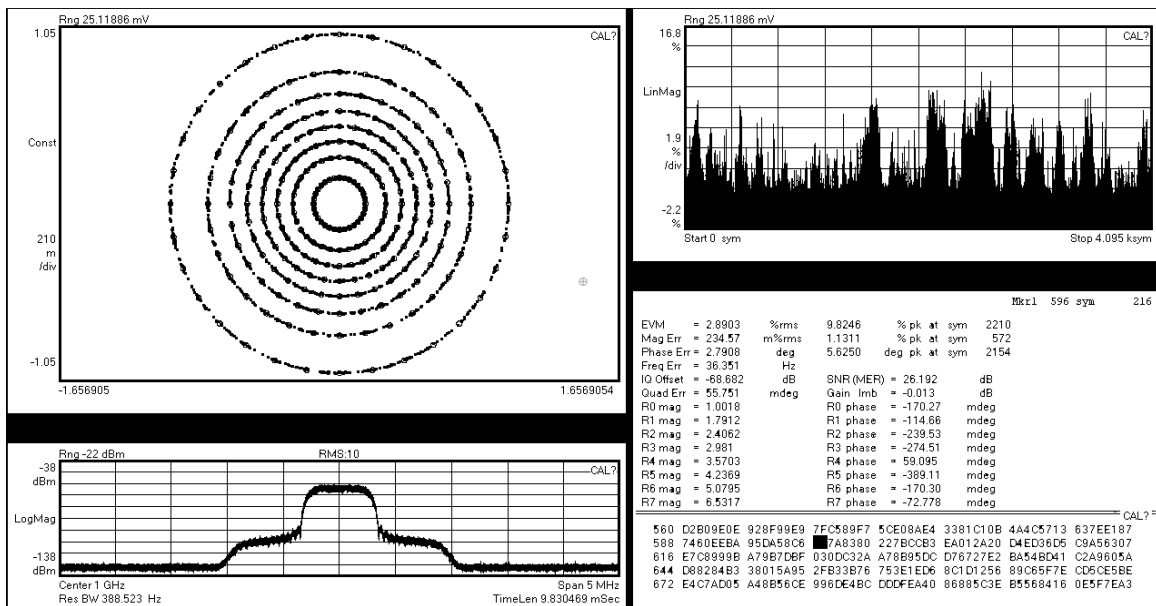 Rng 25.11886 mV
1.05
CAL?
Const
210
m
/div
-1.05
-1.656905 1.6569054
Rng 25.11886 mV
16.8
%
CAL?
LinMag
1.9
%
/div
-2.2
%
Start 0 sym Stop 4.095 ksym
Rng -22 dBm RMS:10
-38
dBm
CAL?
LogMag
-138
dBm
Center 1 GHz Span 5 MHz
Res BW 388.523 Hz TimeLen 9.830469 mSec
Mkr1 596 sym 216
EVM = 2.8903 %rms 9.8246 % pk at sym 2210
Mag Err = 234.57 m%rms 1.1311 % pk at sym 572
Phase Err = 2.7908 deg 5.6250 deg pk at sym 2154
Freq Err = 36.351 Hz
IQ Offset = -68.682 dB SNR (MER) = 26.192 dB
Quad Err = 55.751 mdeg Gain Imb = -0.013 dB
R0 mag = 1.0018 R0 phase = -170.27 mdeg
R1 mag = 1.7912 R1 phase = -114.66 mdeg
R2 mag = 2.4062 R2 phase = -239.53 mdeg
R3 mag = 2.981 R3 phase = -274.51 mdeg
R4 mag = 3.5703 R4 phase = 59.095 mdeg
R5 mag = 4.2369 R5 phase = -389.11 mdeg
R6 mag = 5.0795 R6 phase = -170.30 mdeg
R7 mag = 6.5317 R7 phase = -72.778 mdeg
CAL?
560 D2B09E0E 928F99E9 7FC589F7 5CE08AE4 3381C10B 4A4C5713 637EE187
588 7460EEBA 95DA58C6 7A8380 227BCCB3 EA012A20 D4ED36D5 C9A56307
616 E7C8999B A79B7DBF 030DC32A A78B95DC D76727E2 BA54BD41 C2A9605A
644 D88284B3 38015A95 2FB33B76 753E1ED6 8C1D1256 89C65F7E CD5CE5BE
672 E4C7AD05 A48B56CE 996DE4BC DDDFEA40 86885C3E B5568416 0E5F7EA3